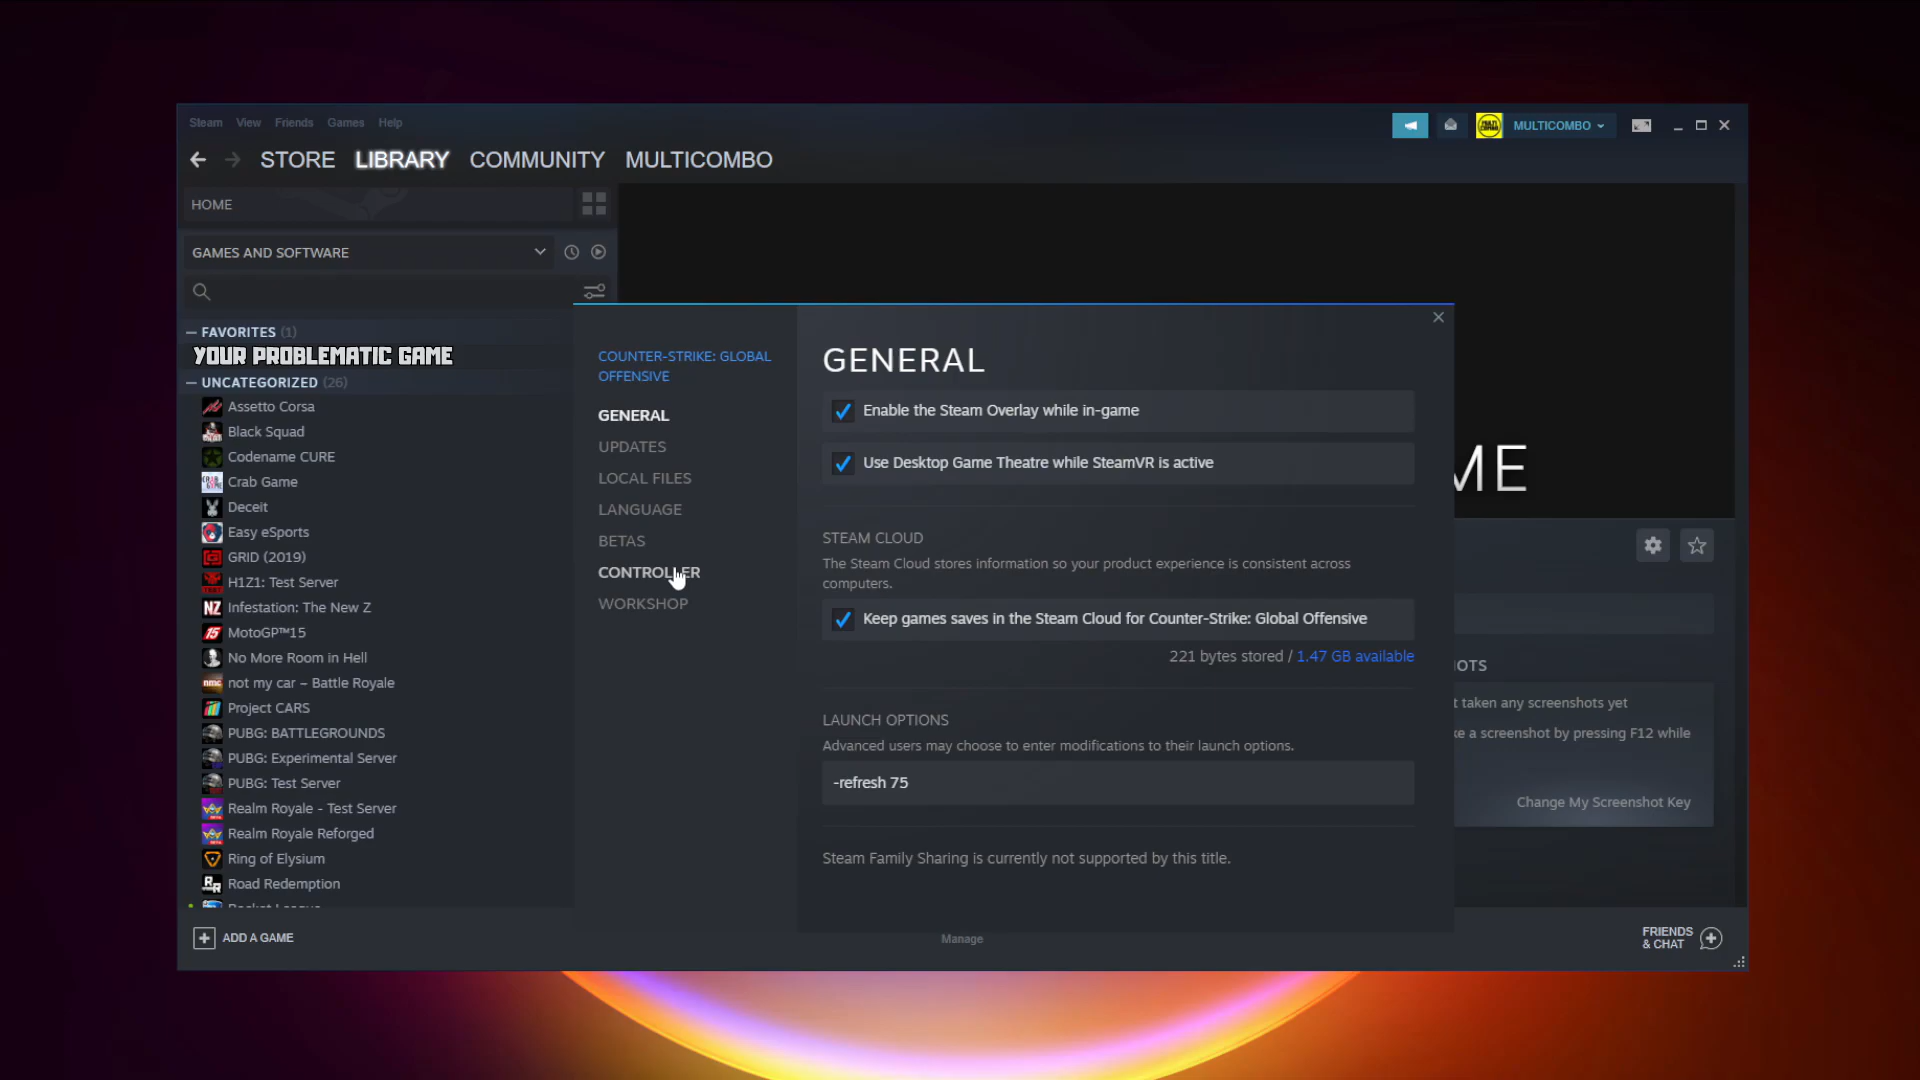 Steam View Friends Games Help
MULTICOMBO
STORE LIBRARY COMMUNITY MULTICOMBO
HOME
GAMES AND SOFTWARE
FAVORITES (1)
YOUR PROBLEMATIC GAME
UNCATEGORIZED (26)
Assetto Corsa
Black Squad
Codename CURE
Crab Game
Deceit
Easy eSports
GRID (2019)
H1Z1: Test Server
Infestation: The New Z
MotoGP™15
No More Room in Hell
not my car – Battle Royale
Project CARS
PUBG: BATTLEGROUNDS
PUBG: Experimental Server
PUBG: Test Server
Realm Royale - Test Server
Realm Royale Reforged
Ring of Elysium
Road Redemption
ADD A GAME
COUNTER-STRIKE: GLOBAL
OFFENSIVE
GENERAL
UPDATES
LOCAL FILES
LANGUAGE
BETAS
CONTROLLER
WORKSHOP
GENERAL
Enable the Steam Overlay while in-game
Use Desktop Game Theatre while SteamVR is active
STEAM CLOUD
The Steam Cloud stores information so your product experience is consistent across
computers.
Keep games saves in the Steam Cloud for Counter-Strike: Global Offensive
221 bytes stored / 1.47 GB available
LAUNCH OPTIONS
Advanced users may choose to enter modifications to their launch options.
-refresh 75
Steam Family Sharing is currently not supported by this title.
Manage
ME
OTS
t taken any screenshots yet
ke a screenshot by pressing F12 while
Change My Screenshot Key
FRIENDS
& CHAT